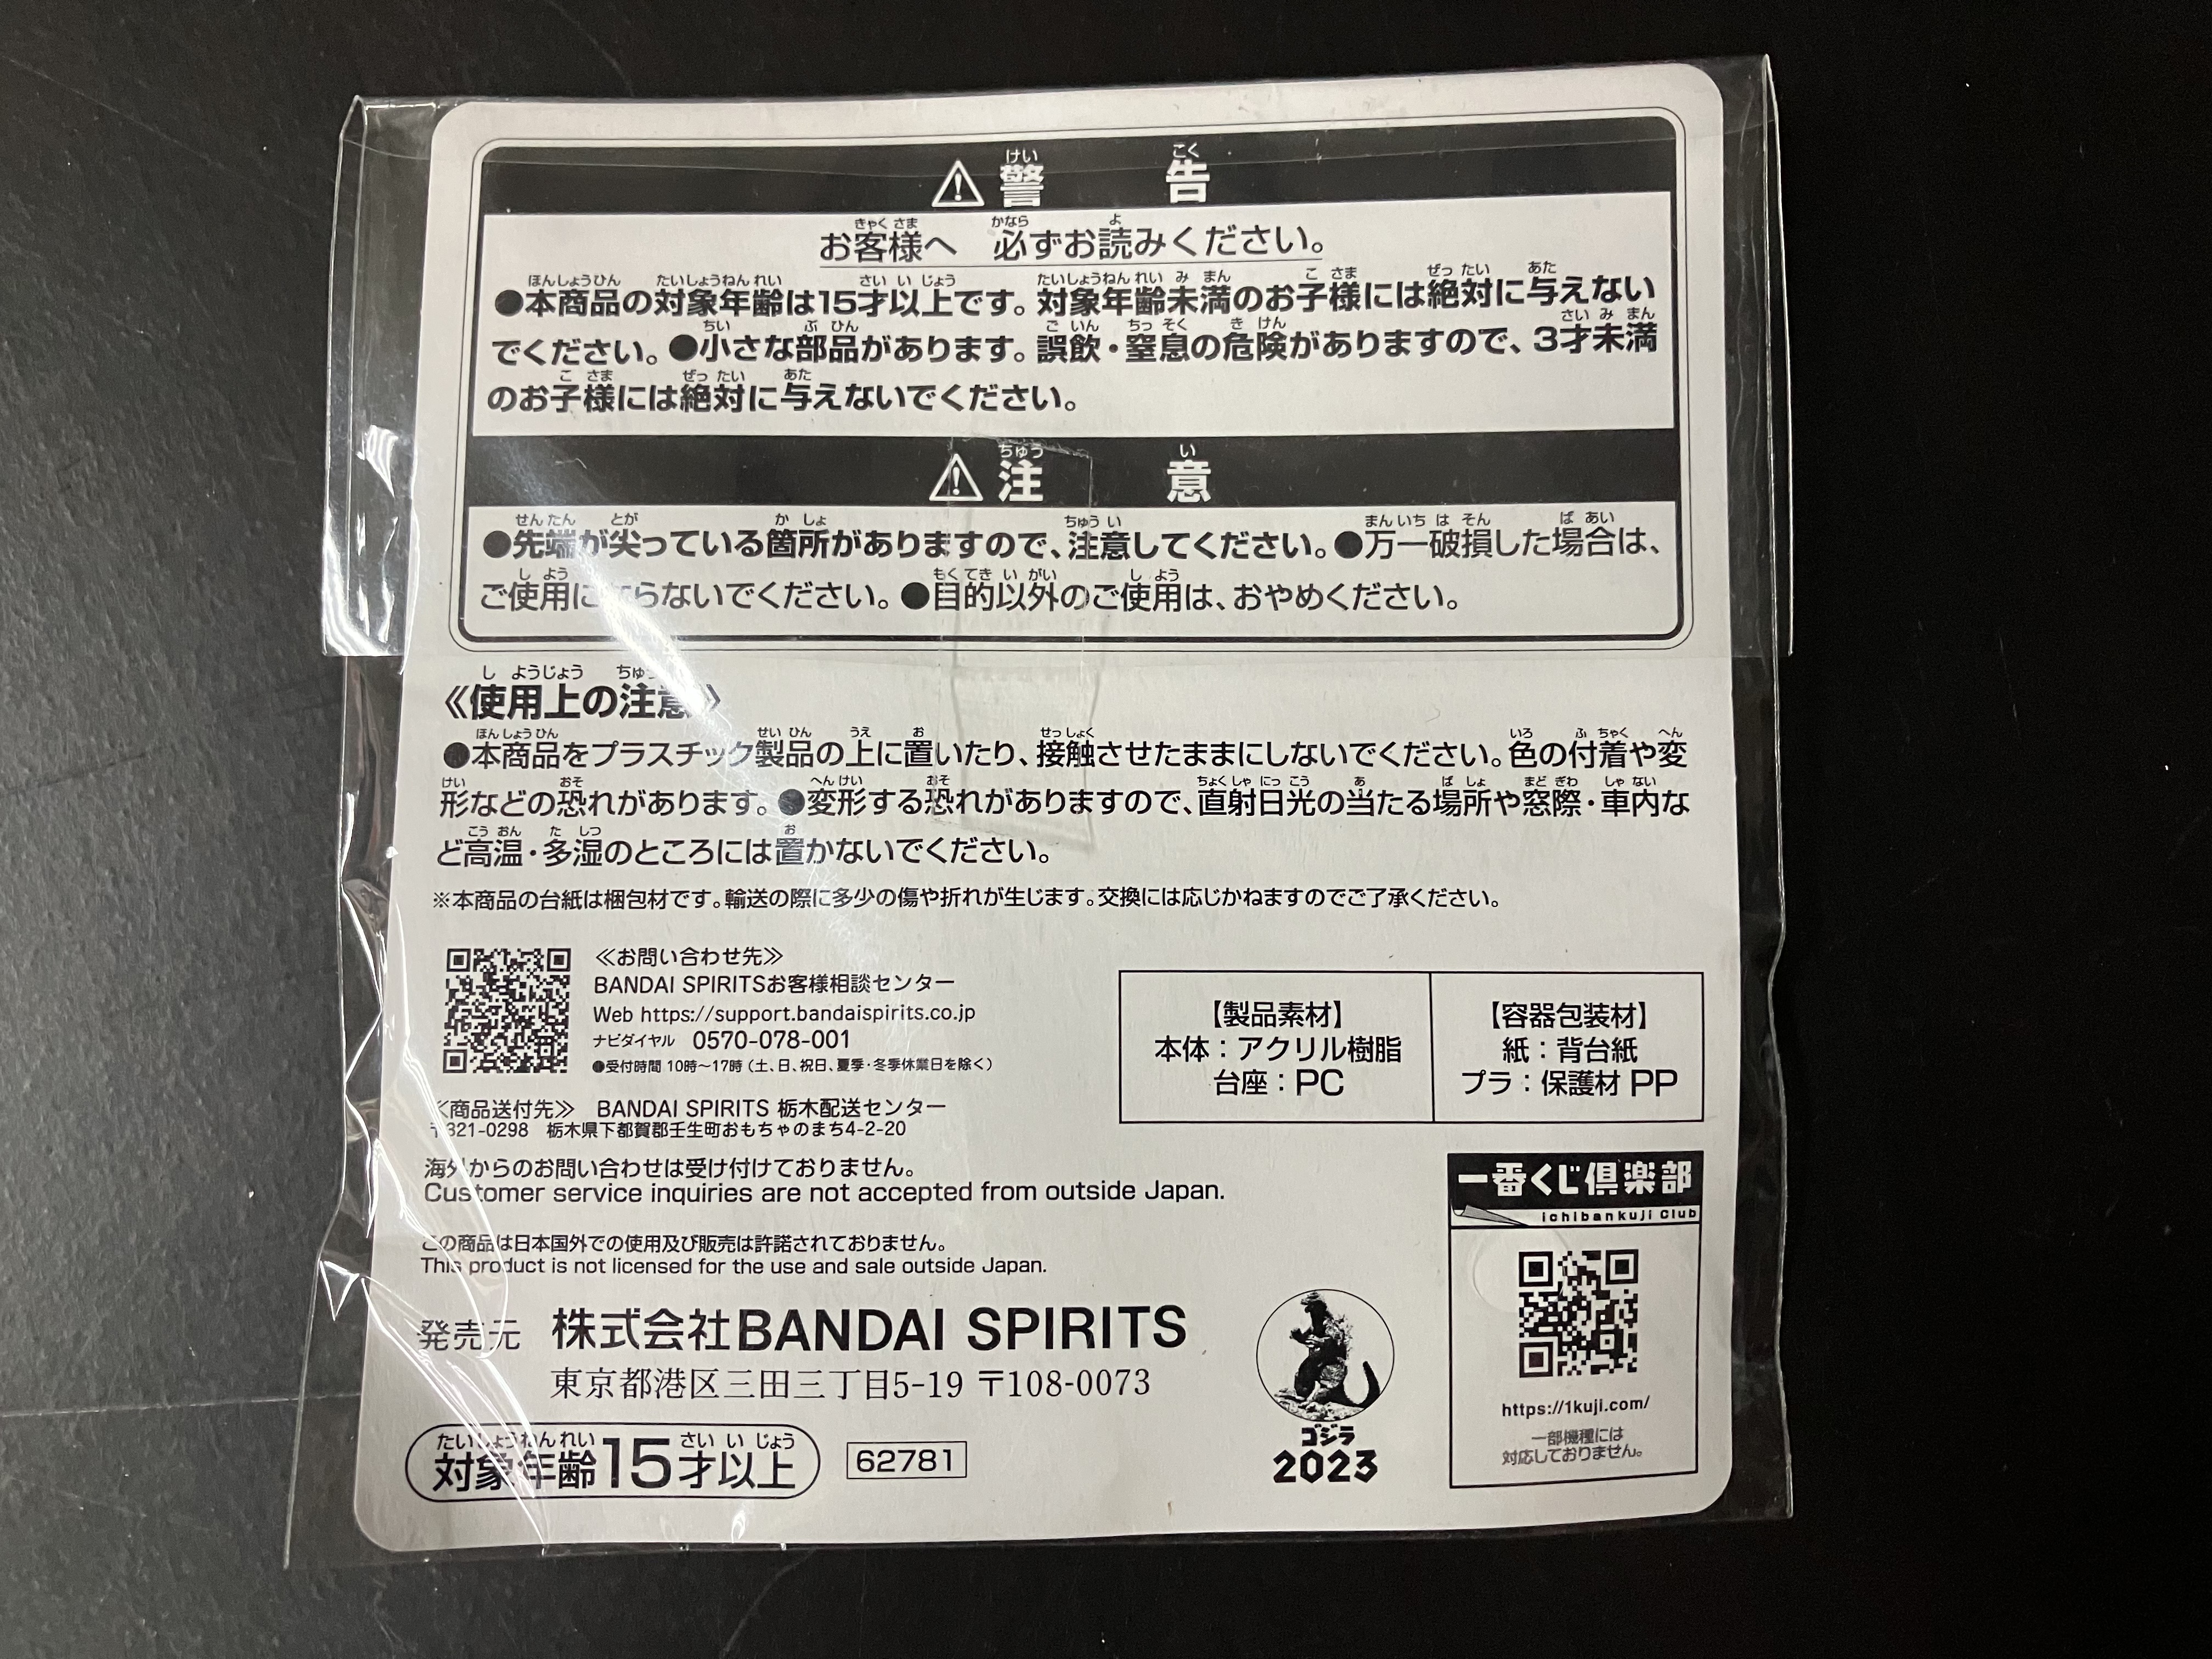 警告
お客様へ 必ずお読みください。
●本商品の対象年齢は15才以上です。対象年齢未満のお子様には絶対に与えない
でください。●小さな部品があります。誤飲・窒息の危険がありますので、3才未満
のお子様には絶対に与えないでください。
注意
●先端が尖っている箇所がありますので、注意してください。●万一破損した場合は、
ご使用にならないでください。●目的以外のご使用は、おやめください。
《使用上の注意》
●本商品をプラスチック製品の上に置いたり、接触させたままにしないでください。色の付着や変
形などの恐れがあります。●変形する恐れがありますので、直射日光の当たる場所や窓際・車内な
ど高温・多湿のところには置かないでください。
※本商品の台紙は梱包材です。輸送の際に多少の傷や折れが生じます。交換には応じかねますのでご了承ください。
≪お問い合わせ先≫
BANDAI SPIRITSお客様相談センター
Web https://support.bandaispirits.co.jp
ナビダイヤル 0570-078-001
●受付時間 10時～17時（土、日、祝日、夏季・冬季休業日を除く）
≪商品送付先≫ BANDAI SPIRITS 栃木配送センター
〒321-0298 栃木県下都賀郡壬生町おもちゃのまち4-2-20
【製品素材】
本体：アクリル樹脂
台座：PC
【容器包装材】
紙：背台紙
プラ：保護材 PP
海外からのお問い合わせは受け付けておりません。
Customer service inquiries are not accepted from outside Japan.
この商品は日本国外での使用及び販売は許諾されておりません。
This product is not licensed for the use and sale outside Japan.
発売元 株式会社BANDAI SPIRITS
東京都港区三田三丁目5-19 〒108-0073
対象年齢15才以上
62781
ゴジラ
2023
一番くじ倶楽部
ichibankuji Club
https://1kuji.com/
一部機種には
対応しておりません。